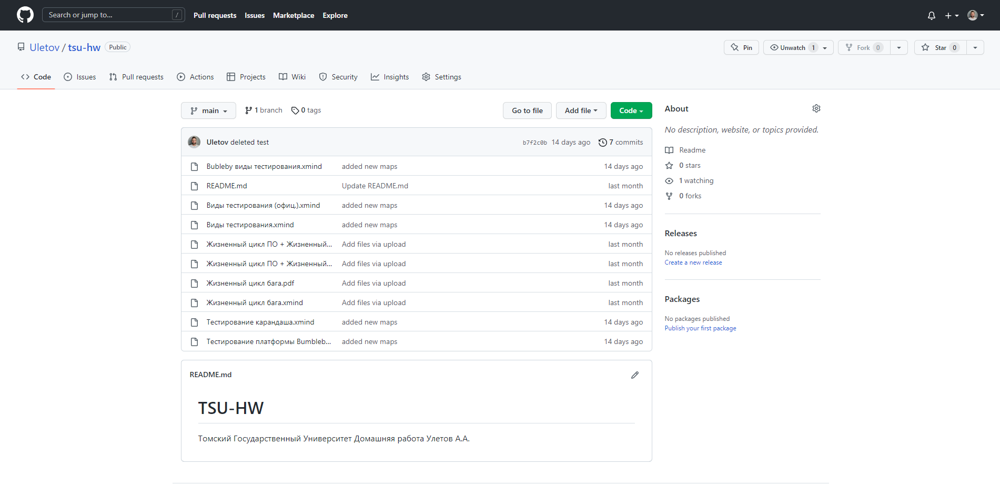 Search or jump to... /
Pull requests Issues Marketplace Explore
Uletov / tsu-hw Public
Pin Unwatch 1 Fork 0 Star 0
Code Issues Pull requests Actions Projects Wiki Security Insights Settings
main 1 branch 0 tags Go to file Add file Code
Uletov deleted test b7f2c0b 14 days ago 7 commits
Bubleby виды тестирования.xmind added new maps 14 days ago
README.md Update README.md last month
Виды тестирования (офиц.).xmind added new maps 14 days ago
Виды тестирования.xmind added new maps 14 days ago
Жизненный цикл ПО + Жизненный... Add files via upload last month
Жизненный цикл ПО + Жизненный... Add files via upload last month
Жизненный цикл бага.pdf Add files via upload last month
Жизненный цикл бага.xmind Add files via upload last month
Тестирование карандаша.xmind added new maps 14 days ago
Тестирование платформы Bumbleb... added new maps 14 days ago
README.md
TSU-HW
Томский Государственный Университет Домашняя работа Улетов А.А.
About
No description, website, or topics provided.
Readme
0 stars
1 watching
0 forks
Releases
No releases published
Create a new release
Packages
No packages published
Publish your first package